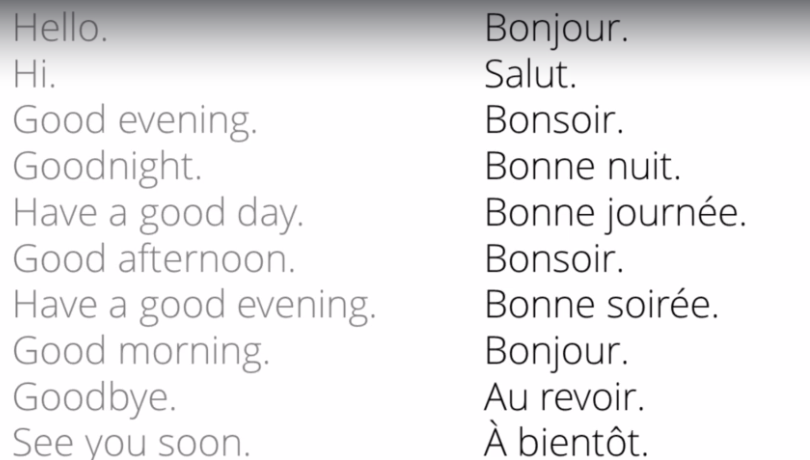 Hello. Bonjour.
Hi. Salut.
Good evening. Bonsoir.
Goodnight. Bonne nuit.
Have a good day. Bonne journée.
Good afternoon. Bonsoir.
Have a good evening. Bonne soirée.
Good morning. Bonjour.
Goodbye. Au revoir.
See you soon. À bientôt.